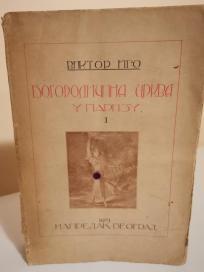 ВИКТОР ИГО
БОГОРОДИЧИНА ЦРКВА
У ПАРИЗУ.
I
НАПРЕДАК, БЕОГРАД.